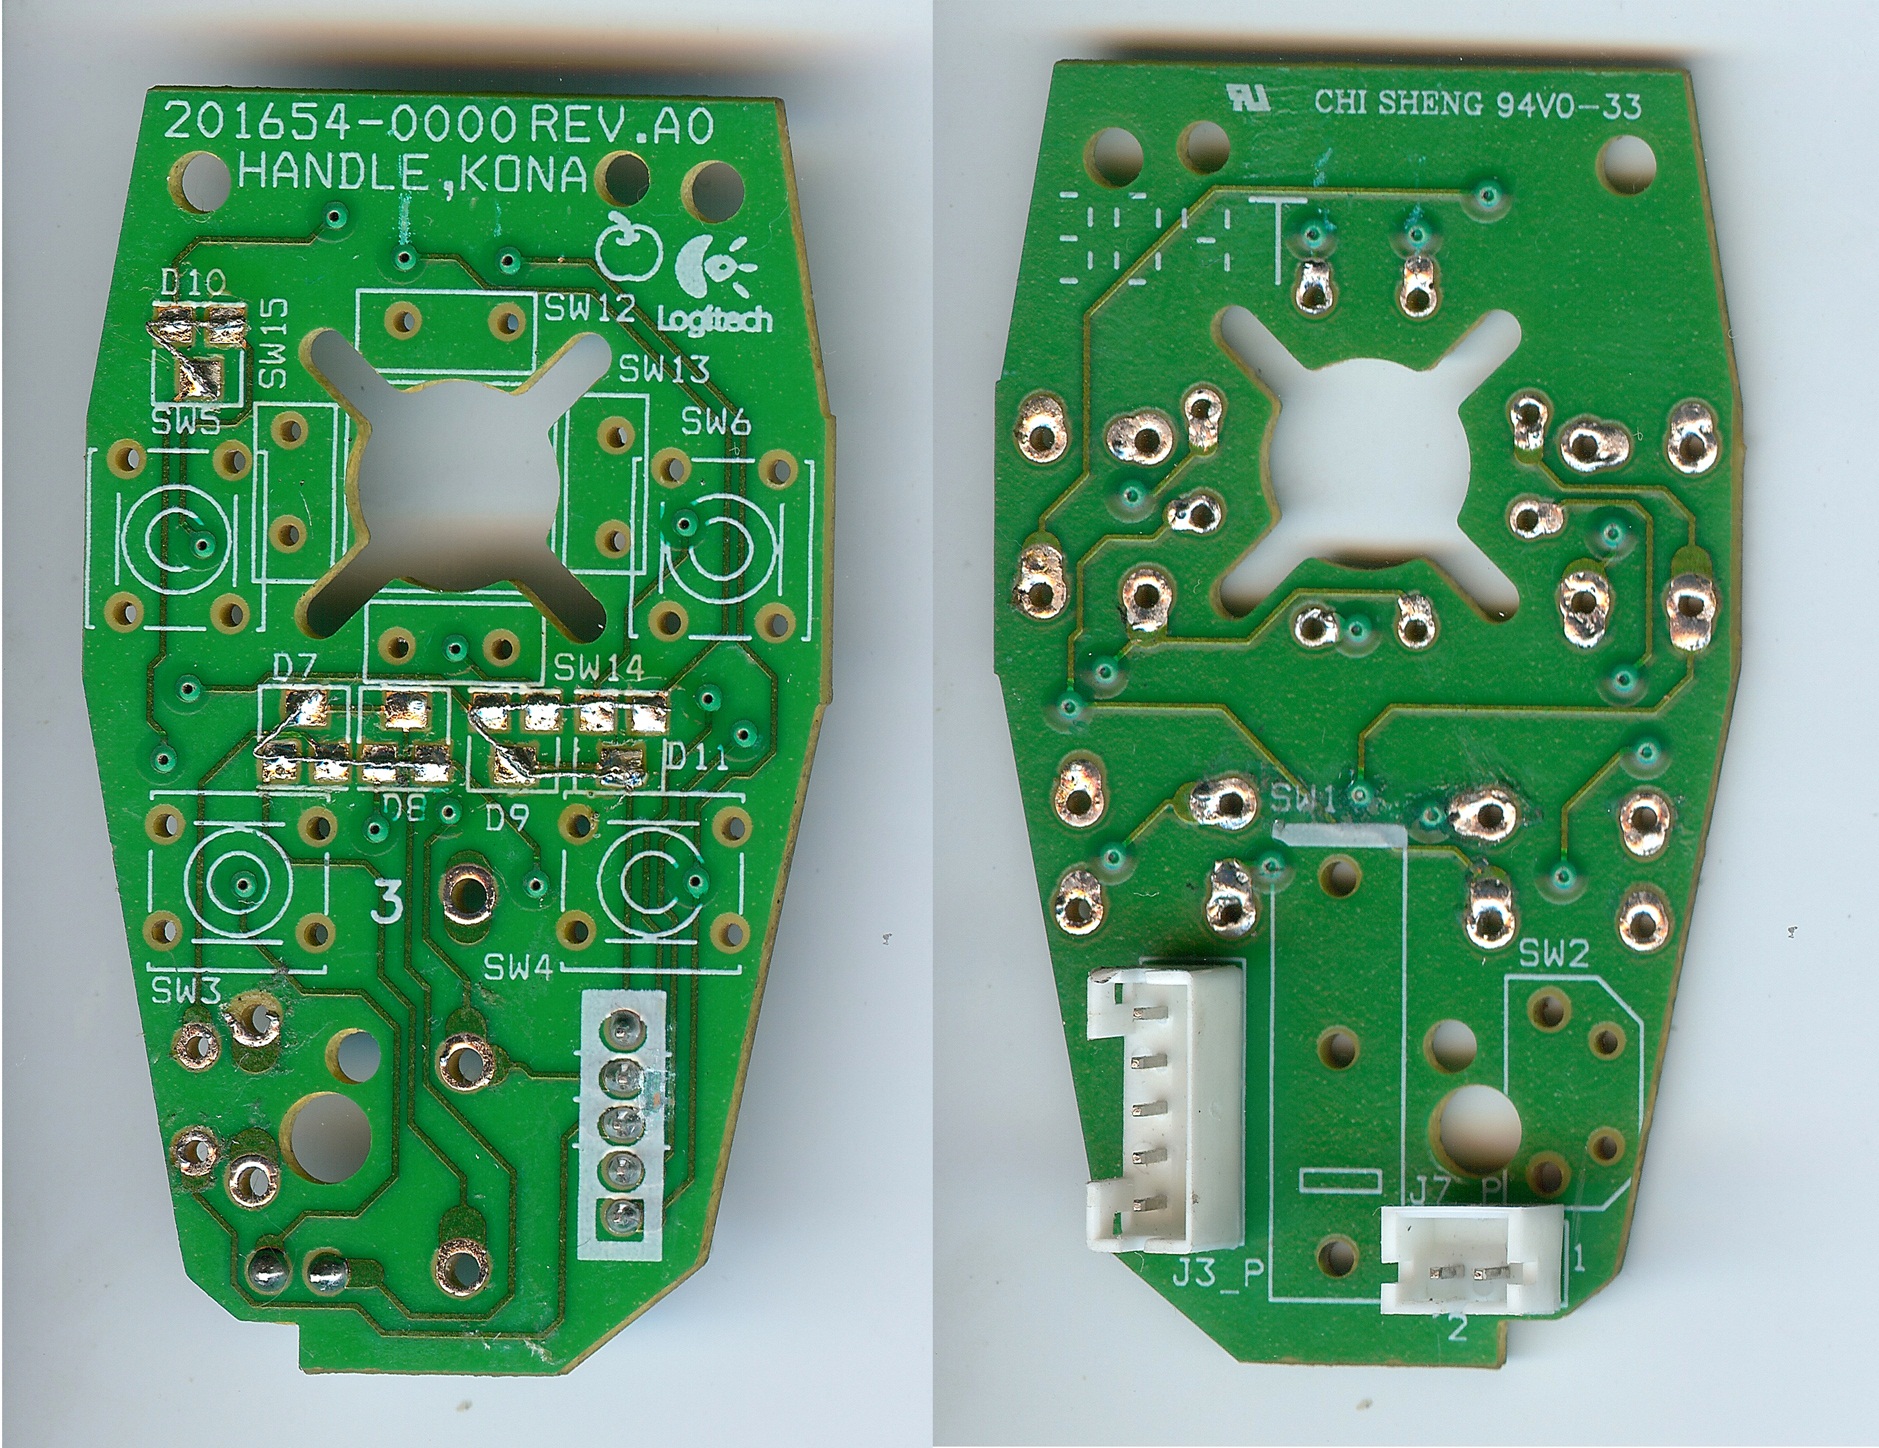 201654-0000 REV.A0
HANDLE,KONA
Logitech
D10
SW15
SW12
SW13
SW5
SW6
D7
SW14
D11
D8
D9
3
SW3
SW4
CHI SHENG 94V0-33
T
SW1
SW2
J7_P
J3_P
1
2